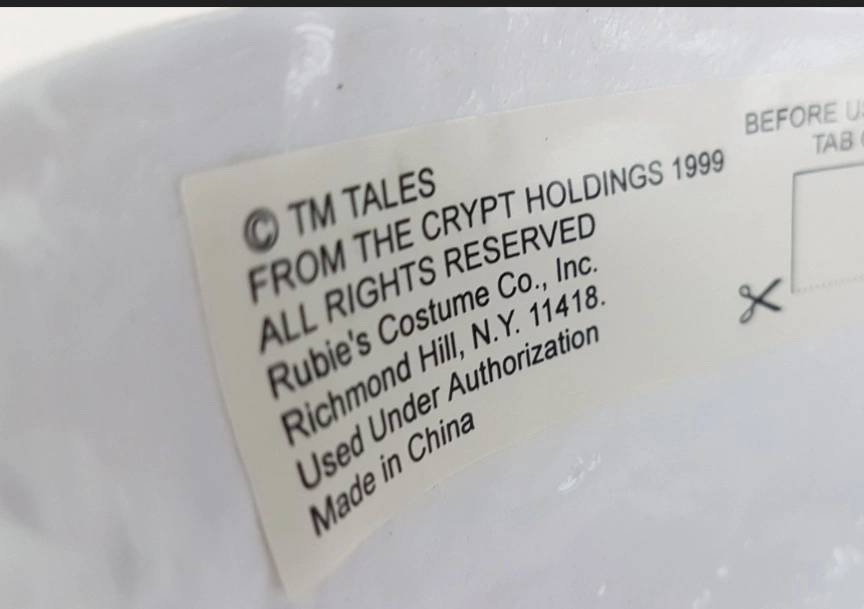 © TM TALES
FROM THE CRYPT HOLDINGS 1999
ALL RIGHTS RESERVED
Rubie's Costume Co., Inc.
Richmond Hill, N.Y. 11418.
Used Under Authorization
Made in China
BEFORE
TAB